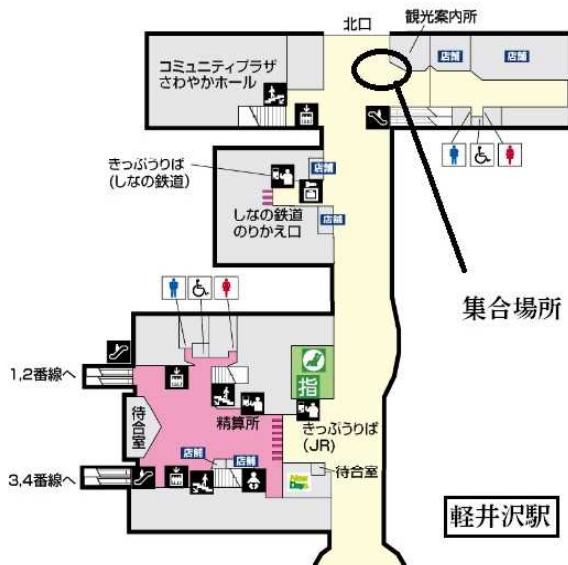 北口
観光案内所
コミュニティプラザ
さわやかホール
店舗
店舗
きっぷうりば
(しなの鉄道)
店舗
しなの鉄道
のりかえ口
店舗
集合場所
1,2番線へ
指
待合室
精算所
きっぷうりば
(JR)
店舗
店舗
待合室
3,4番線へ
New
Days
軽井沢駅